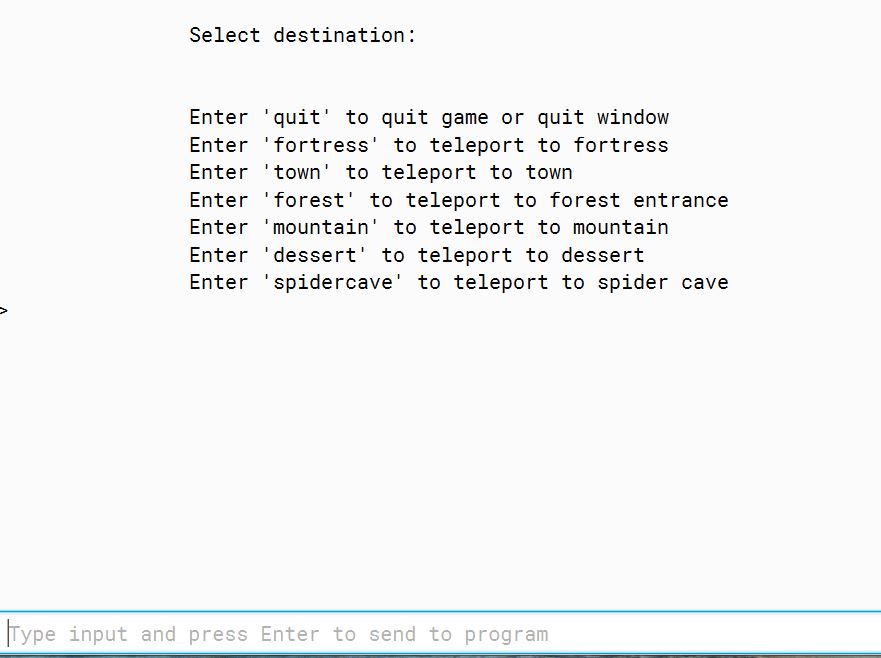 Select destination:
Enter 'quit' to quit game or quit window
Enter 'fortress' to teleport to fortress
Enter 'town' to teleport to town
Enter 'forest' to teleport to forest entrance
Enter 'mountain' to teleport to mountain
Enter 'dessert' to teleport to dessert
Enter 'spidercave' to teleport to spider cave
>
Type input and press Enter to send to program